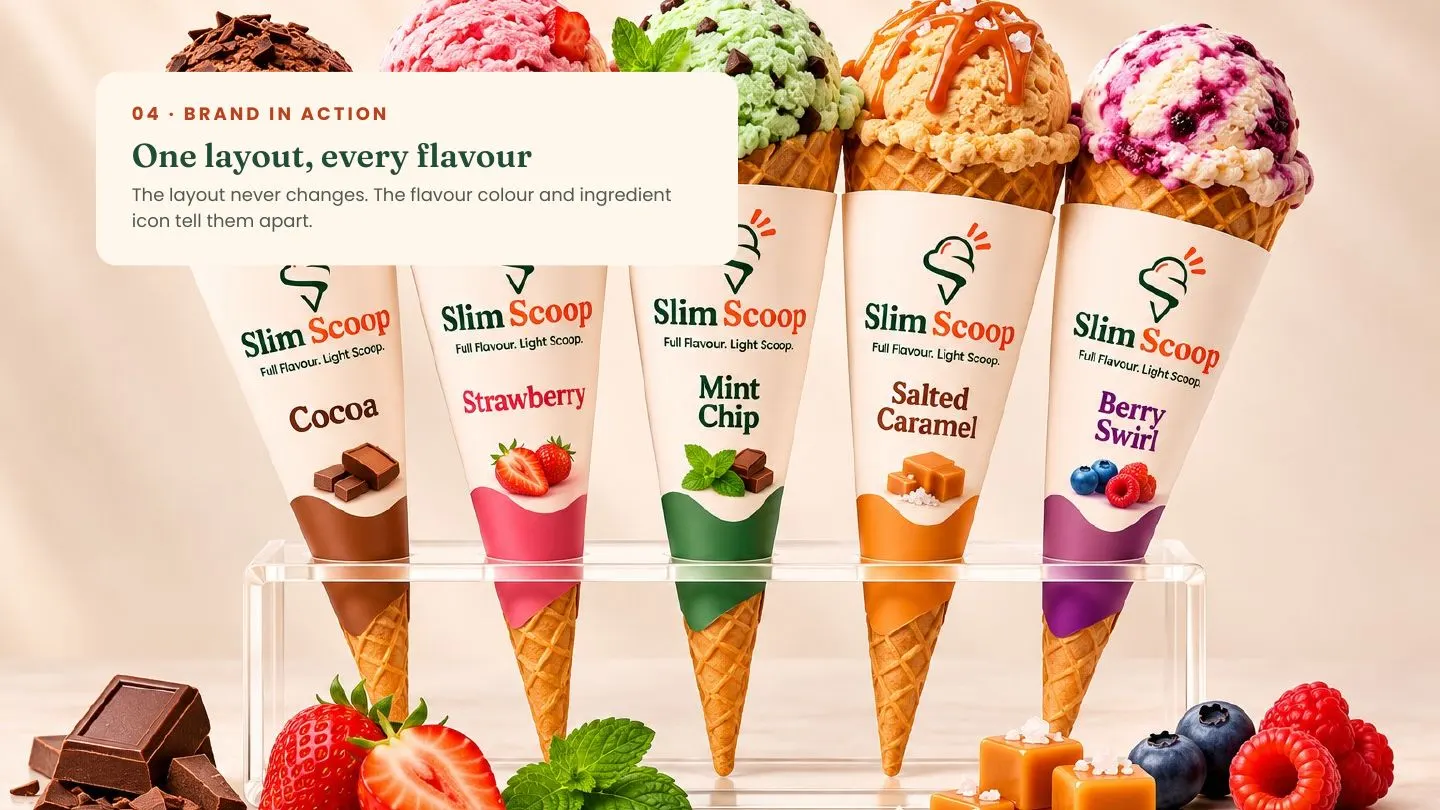 04 · BRAND IN ACTION
One layout, every flavour
The layout never changes. The flavour colour and ingredient
icon tell them apart.
Slim Scoop
Full Flavour. Light Scoop.
Cocoa
Slim Scoop
Full Flavour. Light Scoop.
Strawberry
Slim Scoop
Full Flavour. Light Scoop.
Mint
Chip
Slim Scoop
Full Flavour. Light Scoop.
Salted
Caramel
Slim Scoop
Full Flavour. Light Scoop.
Berry
Swirl